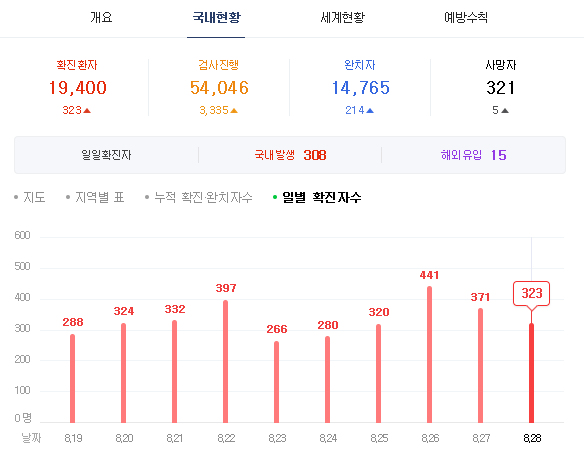 개요 국내현황 세계현황 예방수칙
확진환자 검사진행 완치자 사망자
19,400 54,046 14,765 321
323▲ 3,335▲ 214▲ 5▲
일일확진자 국내발생 308 해외유입 15
지도 지역별 표 누적 확진·완치자수 일별 확진자수
600
500
400
300
200
100
0명
288 324 332 397 266 280 320 441 371 323
날짜 8.19 8.20 8.21 8.22 8.23 8.24 8.25 8.26 8.27 8.28